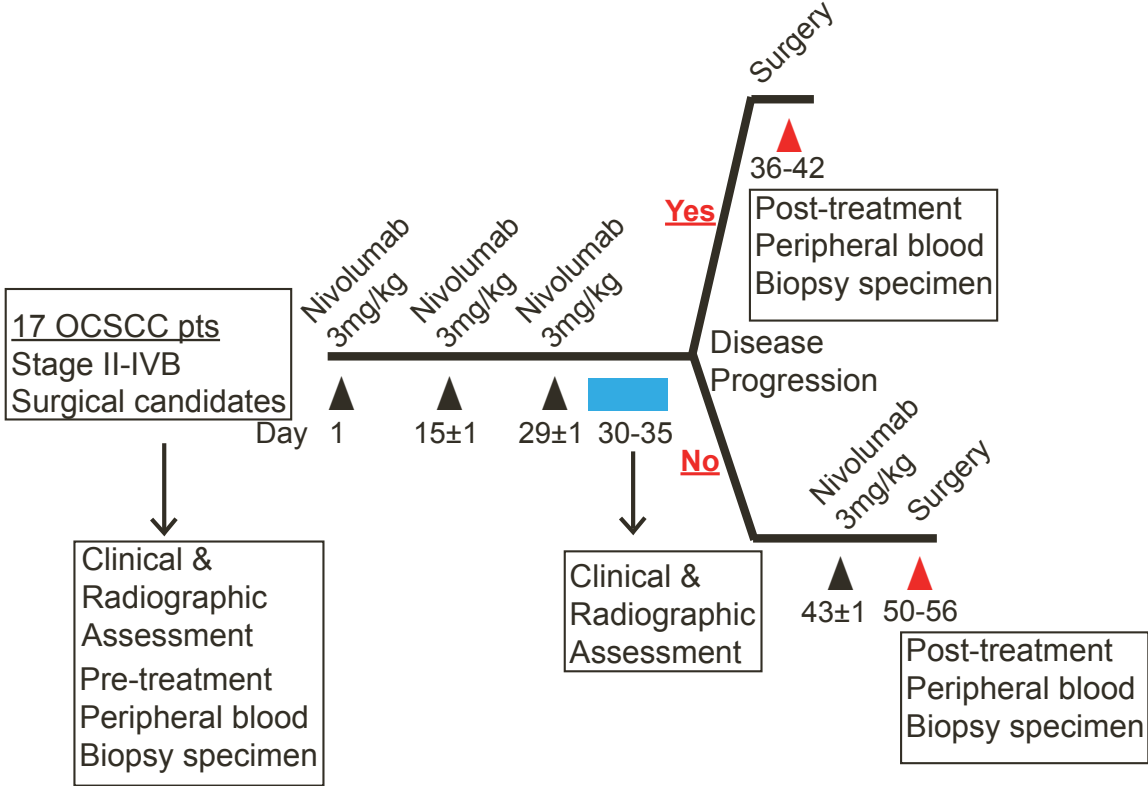 17 OCSCC pts
Stage II-IVB
Surgical candidates
Nivolumab
3mg/kg
Nivolumab
3mg/kg
Nivolumab
3mg/kg
Day 1 15±1 29±1 30-35
Clinical &
Radiographic
Assessment
Pre-treatment
Peripheral blood
Biopsy specimen
Clinical &
Radiographic
Assessment
Disease
Progression
Yes
Surgery
36-42
Post-treatment
Peripheral blood
Biopsy specimen
No
Nivolumab
3mg/kg
Surgery
43±1 50-56
Post-treatment
Peripheral blood
Biopsy specimen